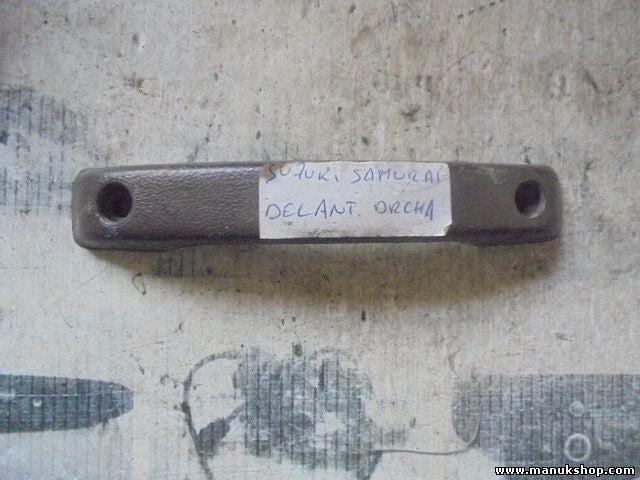 SUZUKI SAMURAI
DELANT. DRCHA
www.manukshop.com